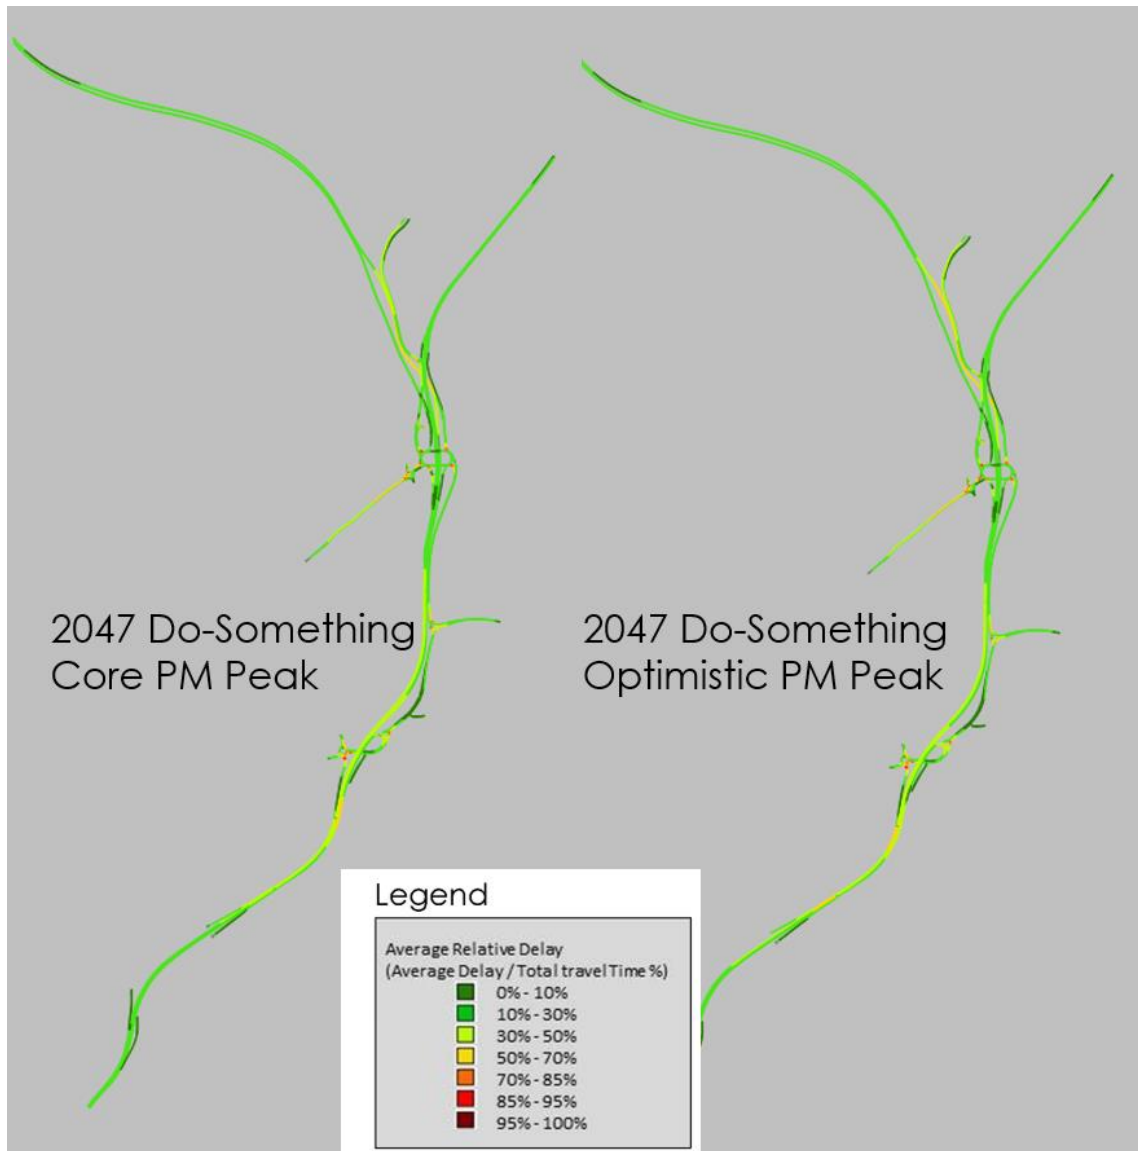 2047 Do-Something
Core PM Peak
2047 Do-Something
Optimistic PM Peak
Legend
Average Relative Delay
(Average Delay / Total travel Time %)
0% - 10%
10% - 30%
30% - 50%
50% - 70%
70% - 85%
85% - 95%
95% - 100%